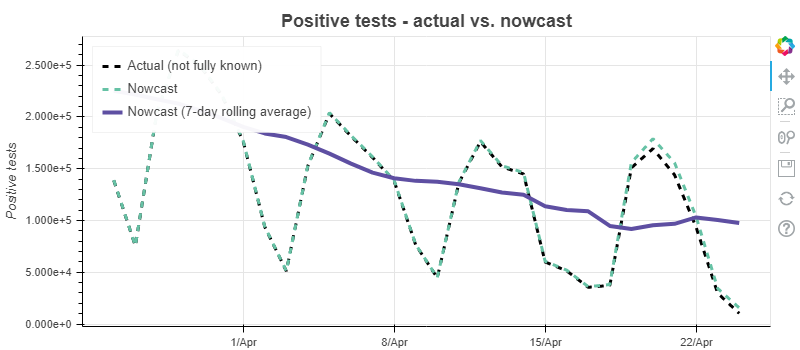 Positive tests - actual vs. nowcast
Actual (not fully known)
Nowcast
Nowcast (7-day rolling average)
Positive tests
2.500e+5
2.000e+5
1.500e+5
1.000e+5
5.000e+4
0.000e+0
1/Apr
8/Apr
15/Apr
22/Apr